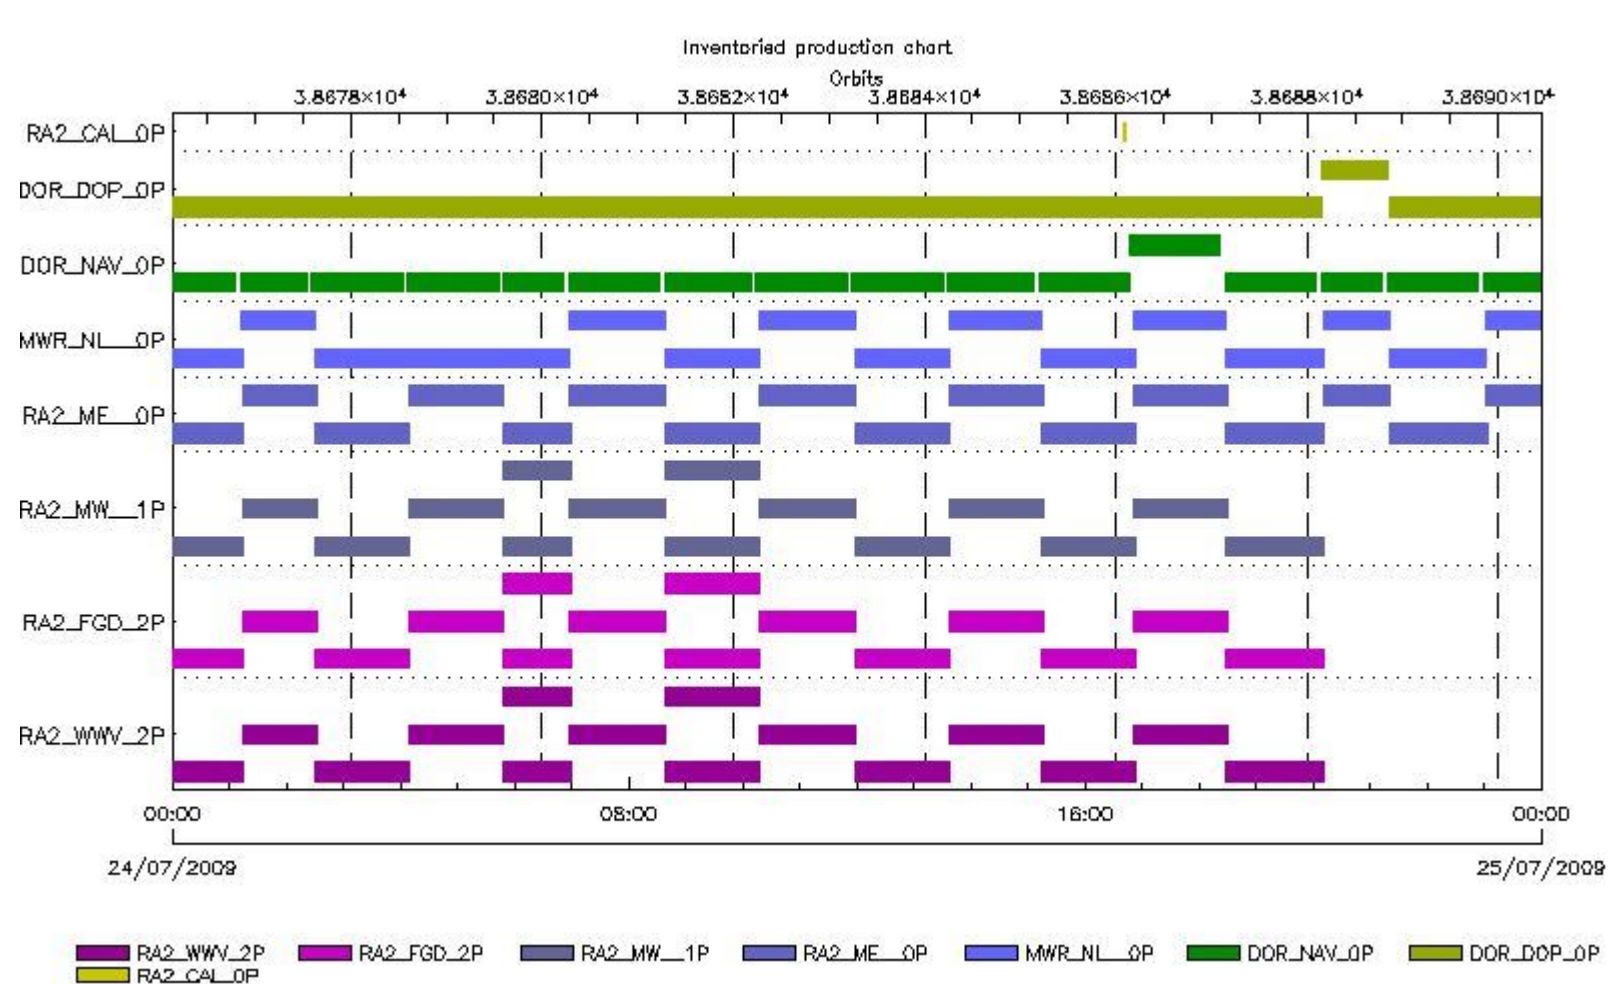 Inventoried production chart
Orbits
3.8678×10⁴ 3.8680×10⁴ 3.8682×10⁴ 3.8684×10⁴ 3.8686×10⁴ 3.8688×10⁴ 3.8690×10⁴
RA2_CAL_0P
DOR_DOP_0P
DOR_NAV_0P
MWR_NL__0P
RA2_ME__0P
RA2_MW__1P
RA2_FGD_2P
RA2_WWV_2P
00:00 08:00 16:00 00:00
24/07/2009 25/07/2009
RA2_WWV_2P RA2_FGD_2P RA2_MW__1P RA2_ME__0P MWR_NL__0P DOR_NAV_0P DOR_DOP_0P
RA2_CAL_0P